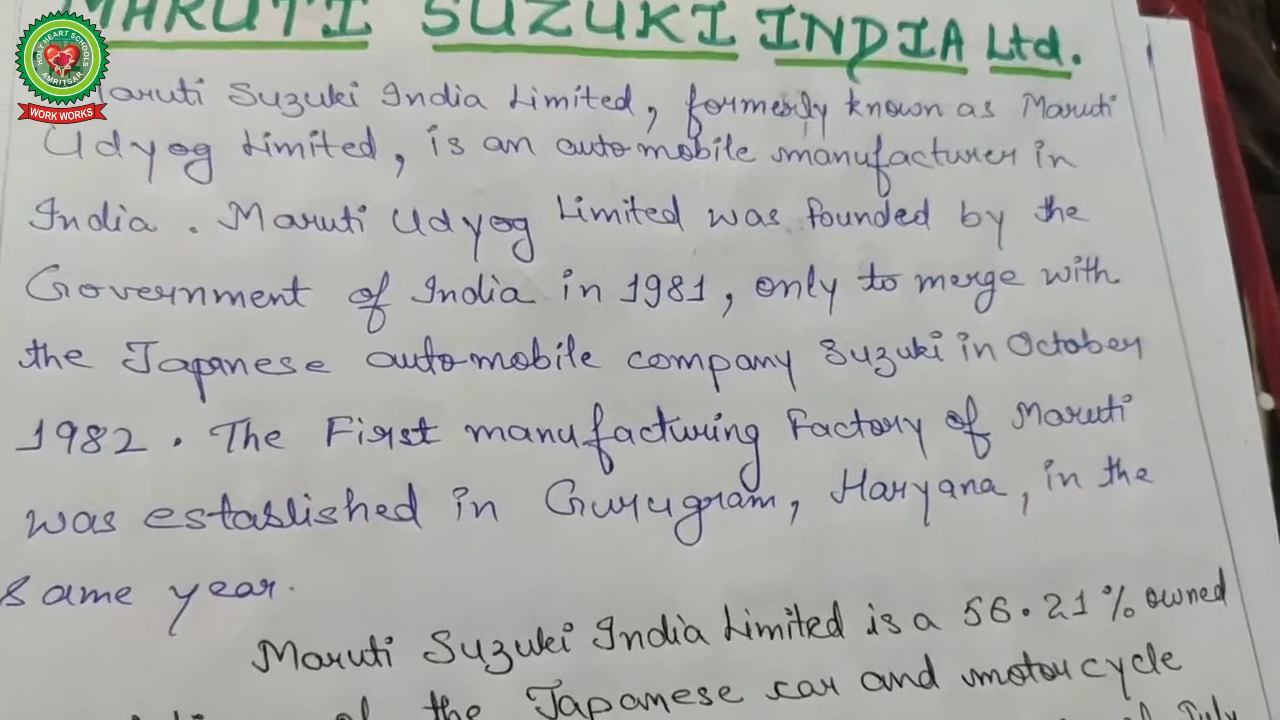 MARUTI SUZUKI INDIA Ltd.
HOLY HEART SCHOOLS
AMRITSAR
WORK WORKS
Maruti Suzuki India Limited, formerly known as Maruti
Udyog Limited, is an automobile manufacturer in
India. Maruti Udyog Limited was founded by the
Government of India in 1981, only to merge with
the Japanese automobile company Suzuki in October
1982. The First manufacturing Factory of Maruti
was established in Gurugram, Haryana, in the
same year.
Maruti Suzuki India Limited is a 56.21% owned
the Japanese car and motorcycle
July